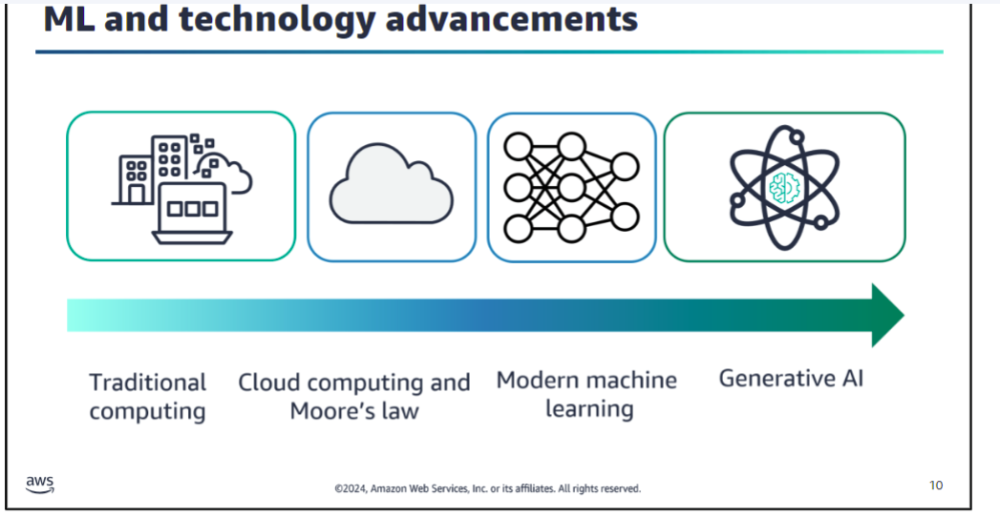 ML and technology advancements
Traditional
computing
Cloud computing and
Moore's law
Modern machine
learning
Generative AI
aws
©2024, Amazon Web Services, Inc. or its affiliates. All rights reserved.
10